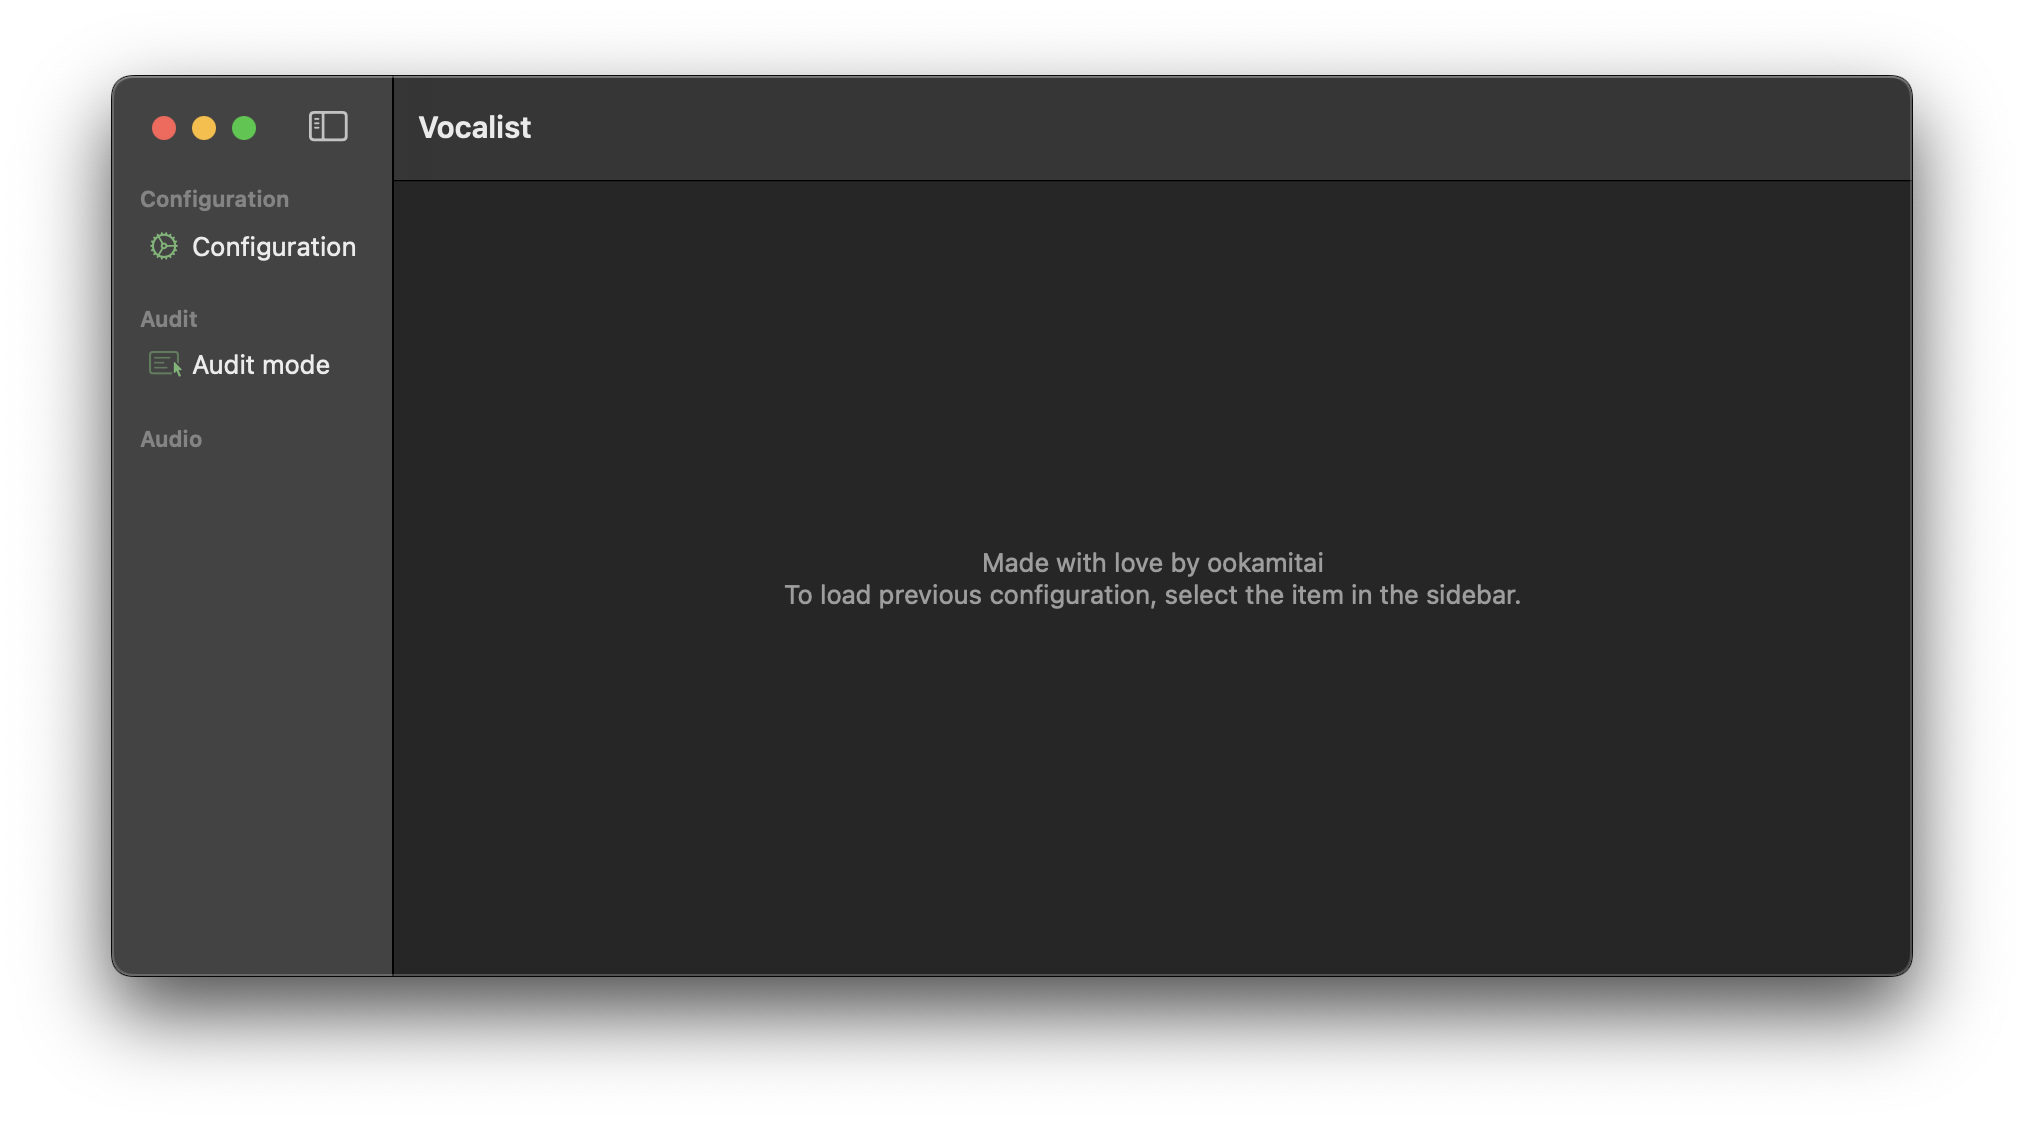 Vocalist
Configuration
Configuration
Audit
Audit mode
Audio
Made with love by ookamitai
To load previous configuration, select the item in the sidebar.